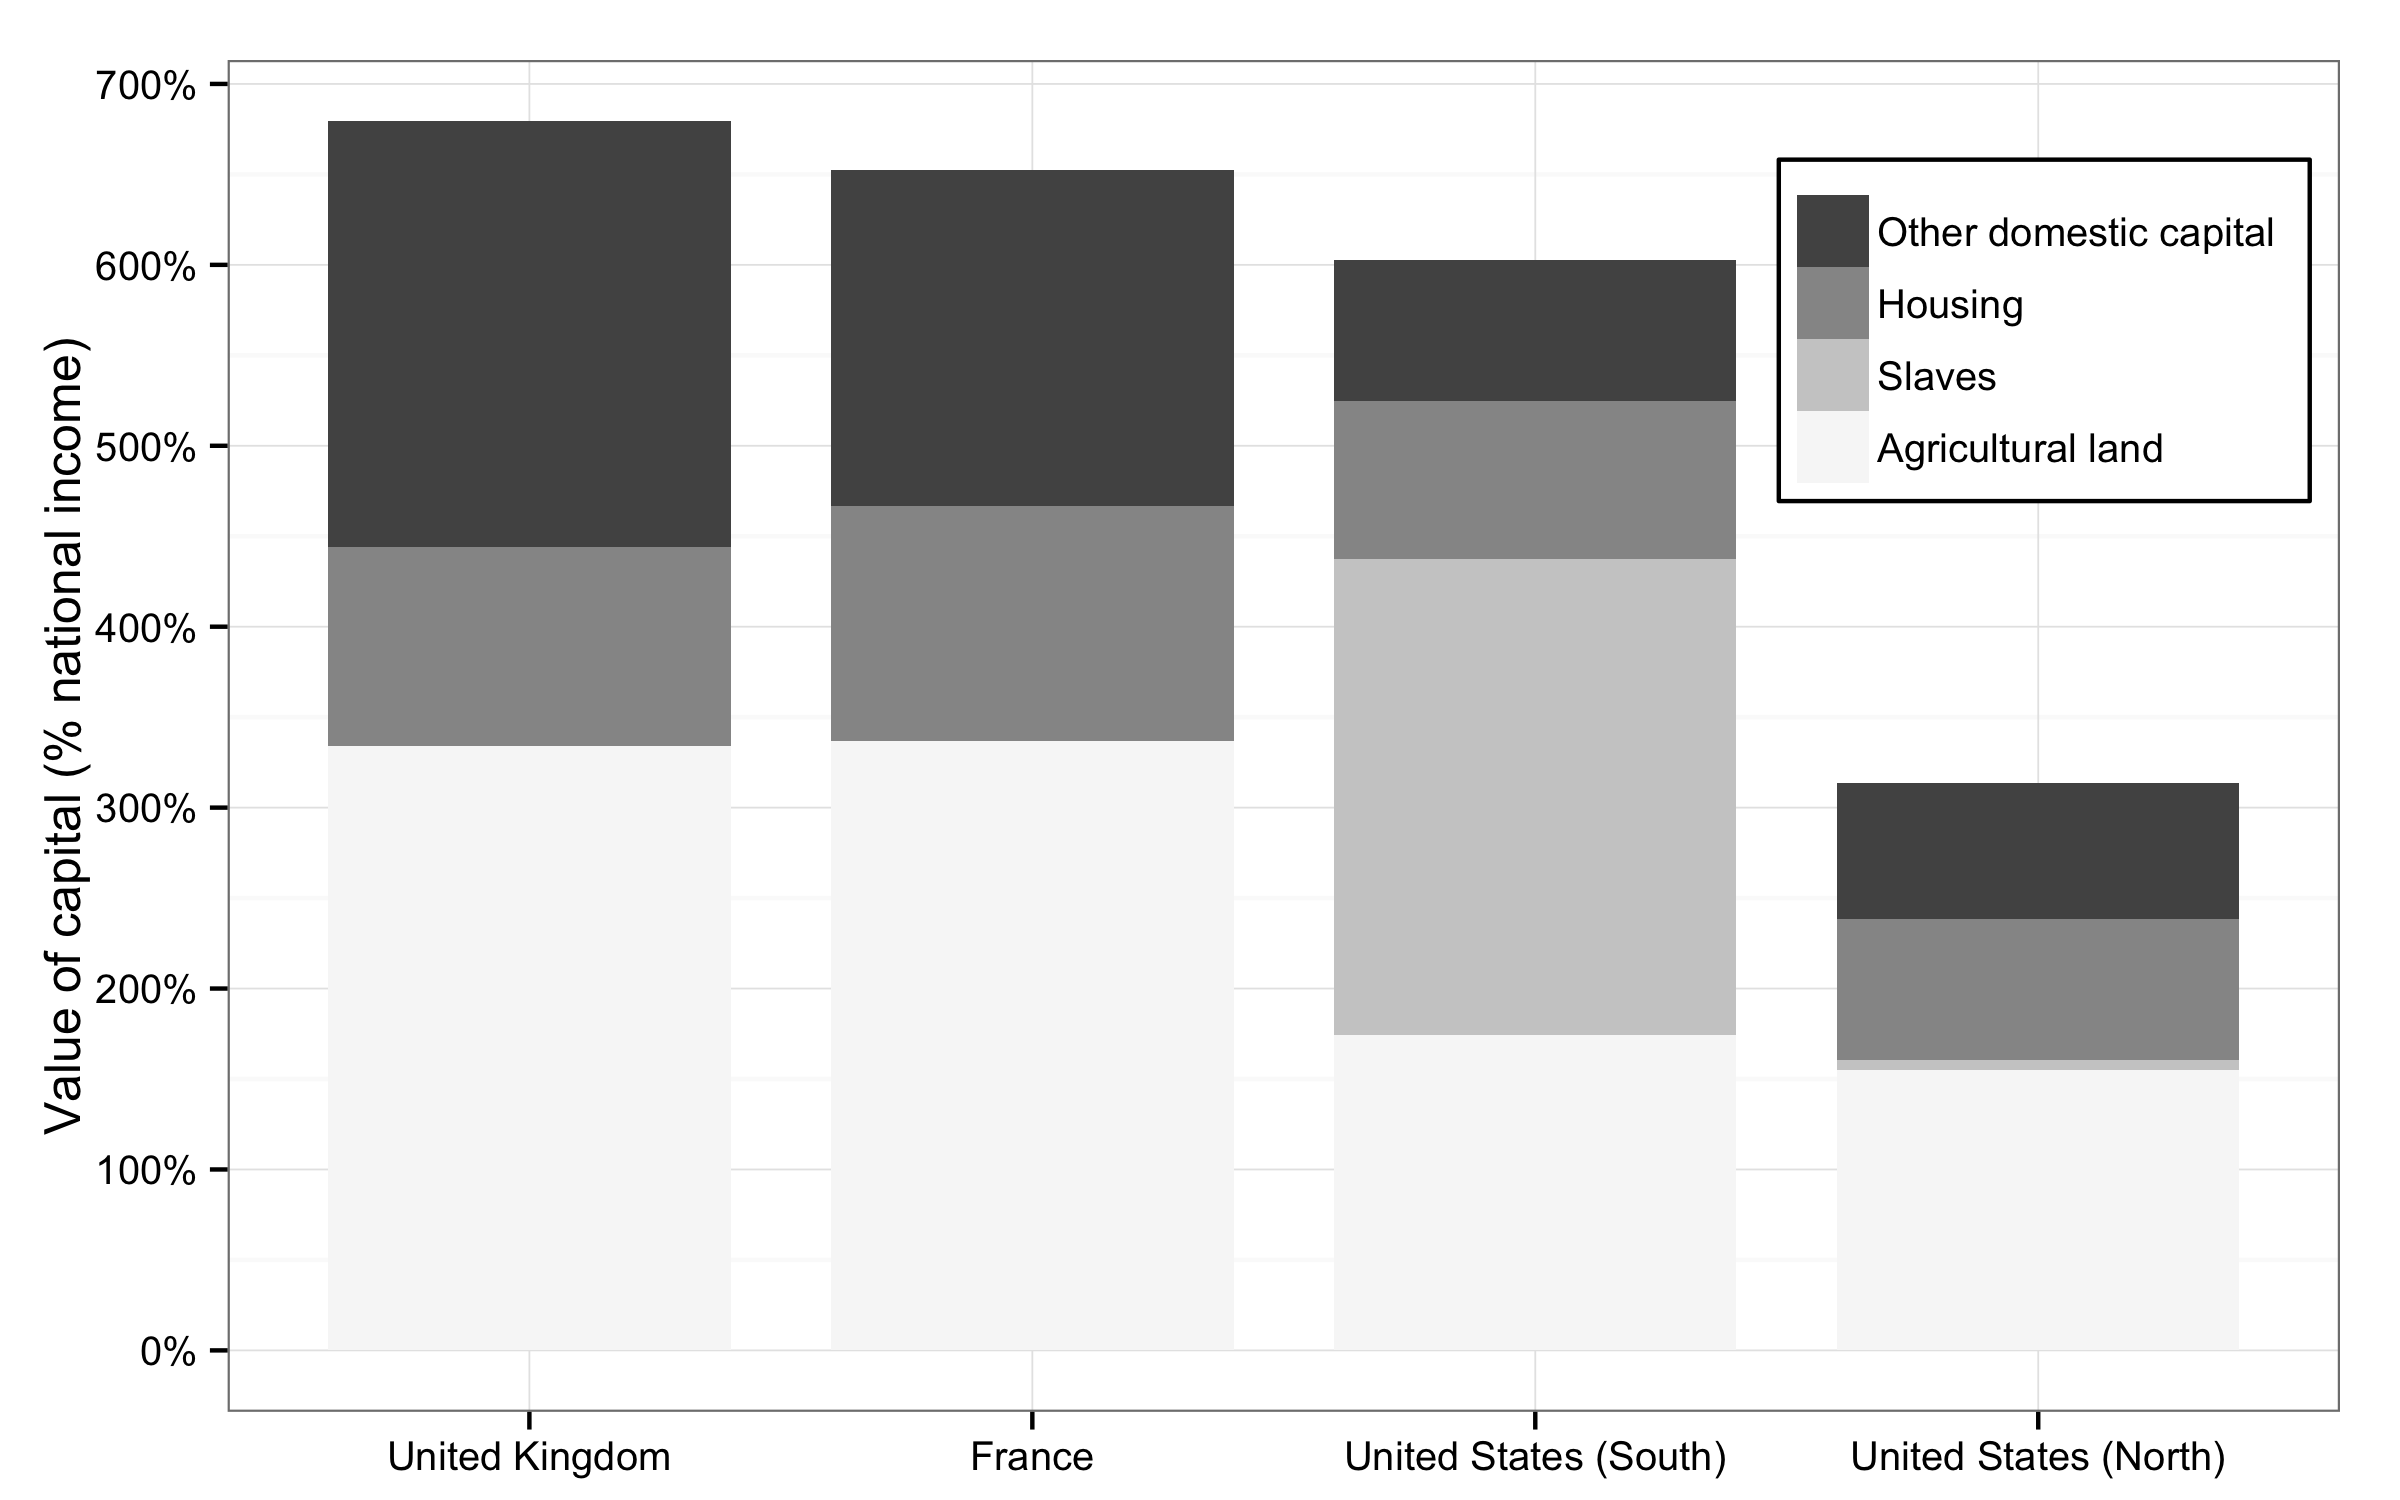 Value of capital (% national income)
700%
600%
500%
400%
300%
200%
100%
0%
Other domestic capital
Housing
Slaves
Agricultural land
United Kingdom
France
United States (South)
United States (North)